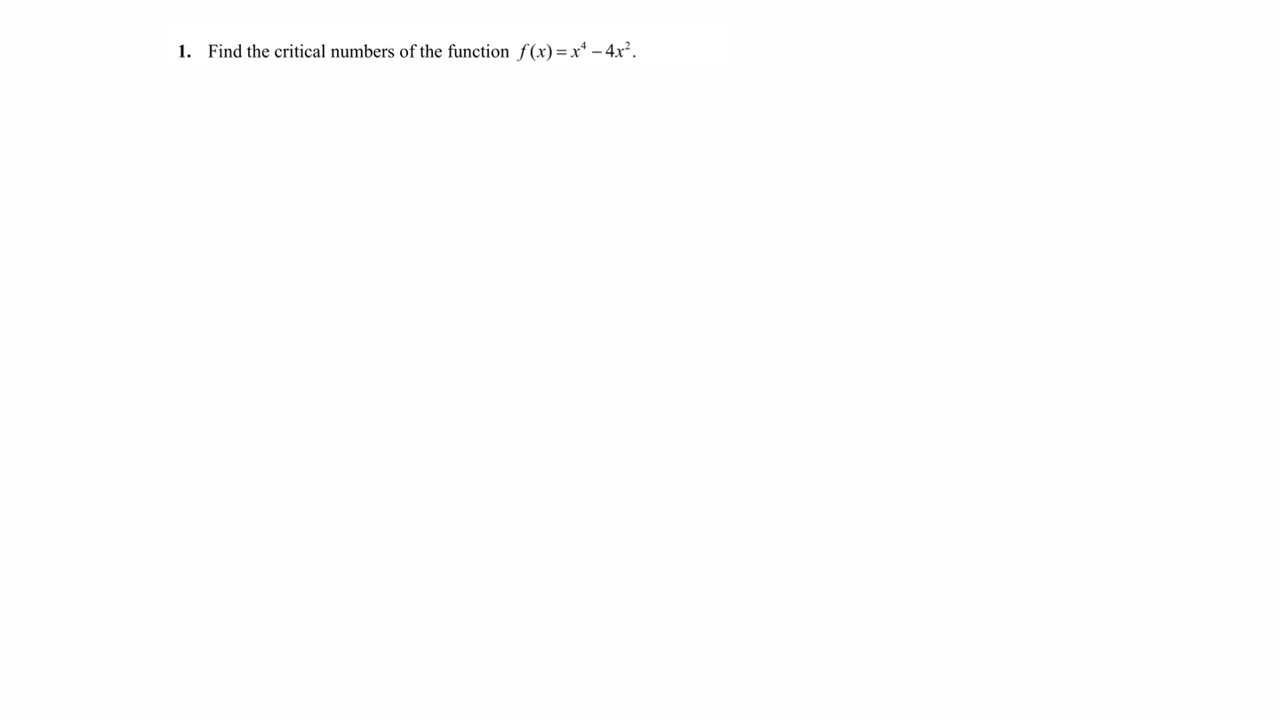 1. Find the critical numbers of the function f(x) = x⁴ – 4x².